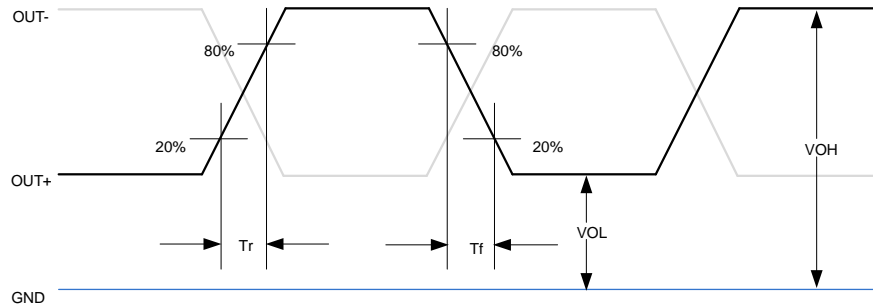 OUT-
80%
80%
20%
20%
VOH
OUT+
VOL
Tr
Tf
GND